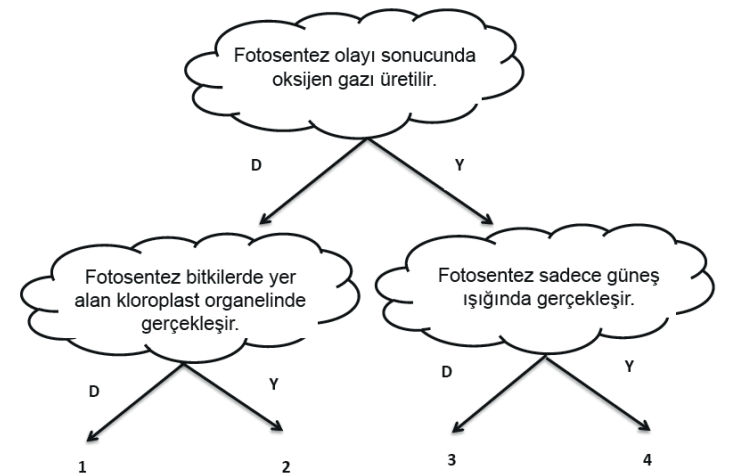 Fotosentez olayı sonucunda
oksijen gazı üretilir.
D
Y
Fotosentez bitkilerde yer
alan kloroplast organelinde
gerçekleşir.
Fotosentez sadece güneş
ışığında gerçekleşir.
D
Y
D
Y
1
2
3
4